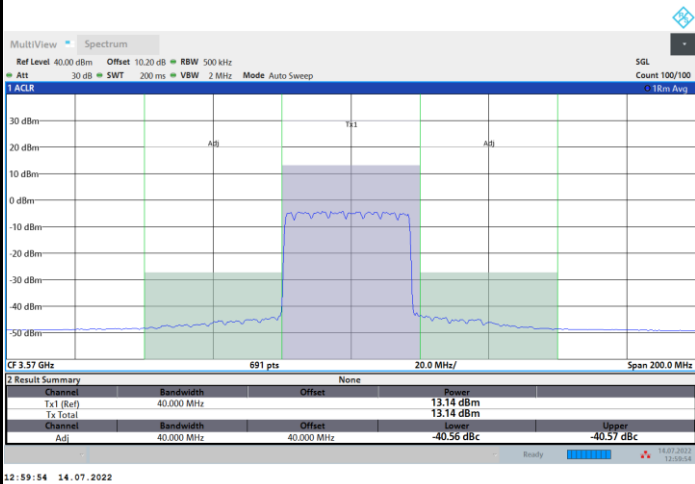 MultiView Spectrum
Ref Level 40.00 dBm Offset 10.20 dB RBW 500 kHz SGL
Att 30 dB SWT 200 ms VBW 2 MHz Mode Auto Sweep Count 100/100
1 ACLR 1Rm Avg
30 dBm
Tx1
20 dBm
Adj Adj
10 dBm
0 dBm
-10 dBm
-20 dBm
-30 dBm
-40 dBm
-50 dBm
CF 3.57 GHz 691 pts 20.0 MHz/ Span 200.0 MHz
2 Result Summary None
Channel Bandwidth Offset Power
Tx1 (Ref) 40.000 MHz 13.14 dBm
Tx Total 13.14 dBm
Channel Bandwidth Offset Lower Upper
Adj 40.000 MHz 40.000 MHz -40.56 dBc -40.57 dBc
Ready 14.07.2022
12:59:54
12:59:54 14.07.2022